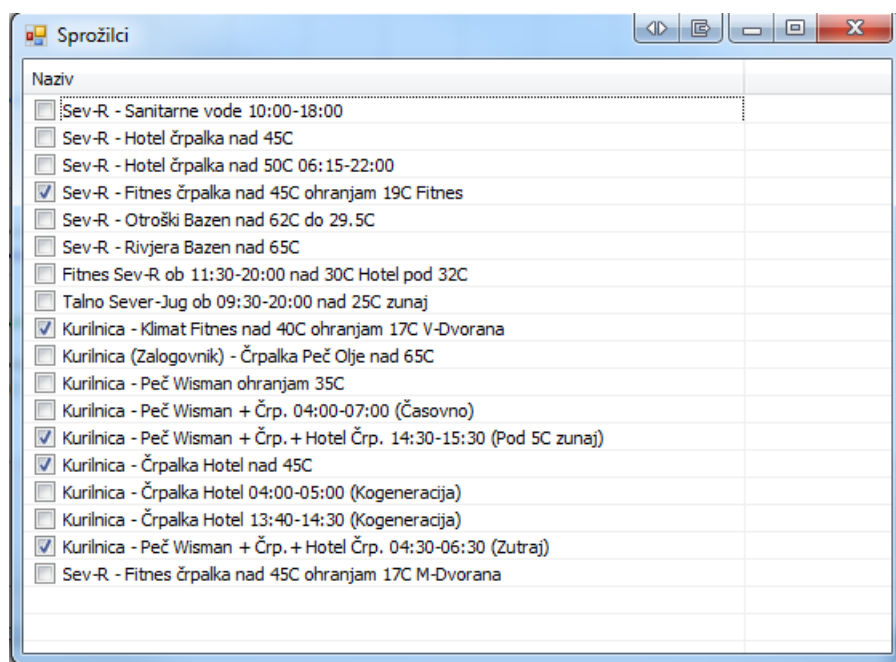 Sprožilci
Naziv
Sev-R - Sanitarne vode 10:00-18:00
Sev-R - Hotel črpalka nad 45C
Sev-R - Hotel črpalka nad 50C 06:15-22:00
Sev-R - Fitnes črpalka nad 45C ohranjam 19C Fitnes
Sev-R - Otroški Bazen nad 62C do 29.5C
Sev-R - Rivjera Bazen nad 65C
Fitnes Sev-R ob 11:30-20:00 nad 30C Hotel pod 32C
Talno Sever-Jug ob 09:30-20:00 nad 25C zunaj
Kurilnica - Klimat Fitnes nad 40C ohranjam 17C V-Dvorana
Kurilnica (Zalogovnik) - Črpalka Peč Olje nad 65C
Kurilnica - Peč Wisman ohranjam 35C
Kurilnica - Peč Wisman + Črp. 04:00-07:00 (Časovno)
Kurilnica - Peč Wisman + Črp. + Hotel Črp. 14:30-15:30 (Pod 5C zunaj)
Kurilnica - Črpalka Hotel nad 45C
Kurilnica - Črpalka Hotel 04:00-05:00 (Kogeneracija)
Kurilnica - Črpalka Hotel 13:40-14:30 (Kogeneracija)
Kurilnica - Peč Wisman + Črp. + Hotel Črp. 04:30-06:30 (Zutraj)
Sev-R - Fitnes črpalka nad 45C ohranjam 17C M-Dvorana